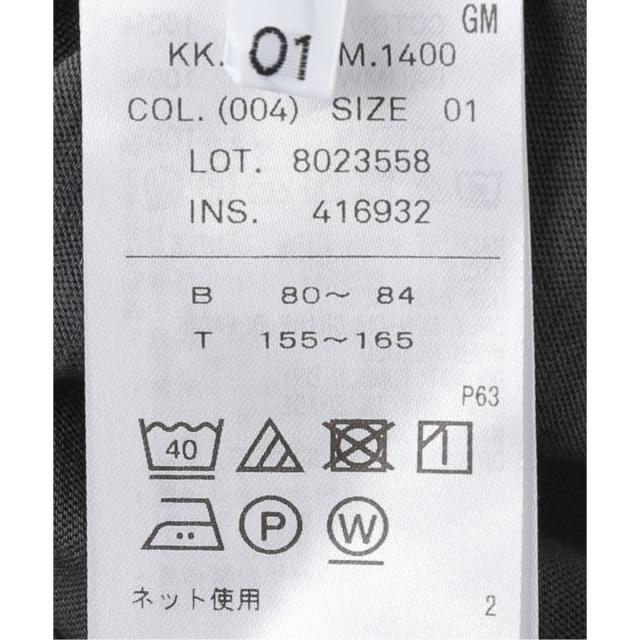 GM
KK. 01 M.1400
COL. (004) SIZE 01
LOT. 8023558
INS. 416932
B 80～ 84
T 155～165
P63
40
P W
ネット使用 2